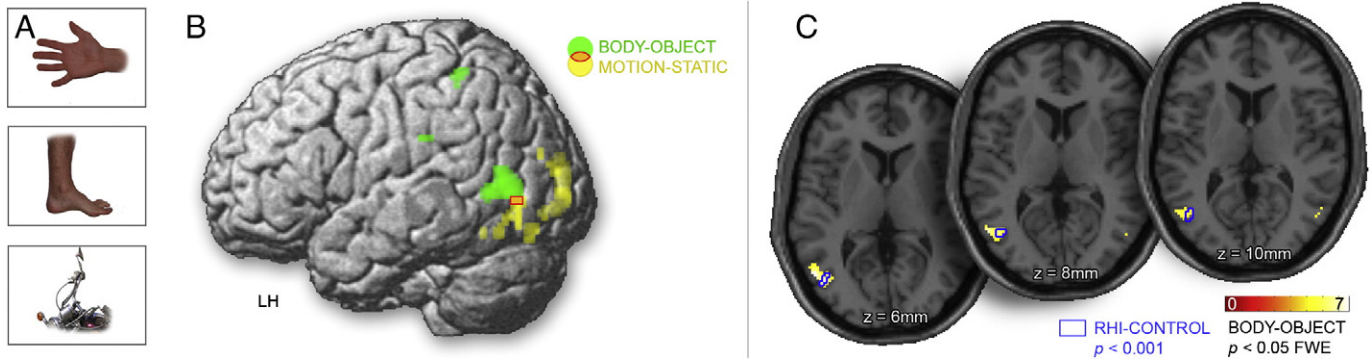 A
B
BODY-OBJECT
MOTION-STATIC
LH
C
z = 6mm
z = 8mm
z = 10mm
0 7
RHI-CONTROL
p < 0.001
BODY-OBJECT
p < 0.05 FWE